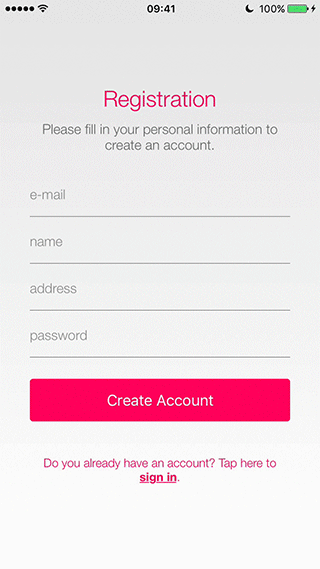 09:41
100%
Registration
Please fill in your personal information to
create an account.
e-mail
name
address
password
Create Account
Do you already have an account? Tap here to
sign in.